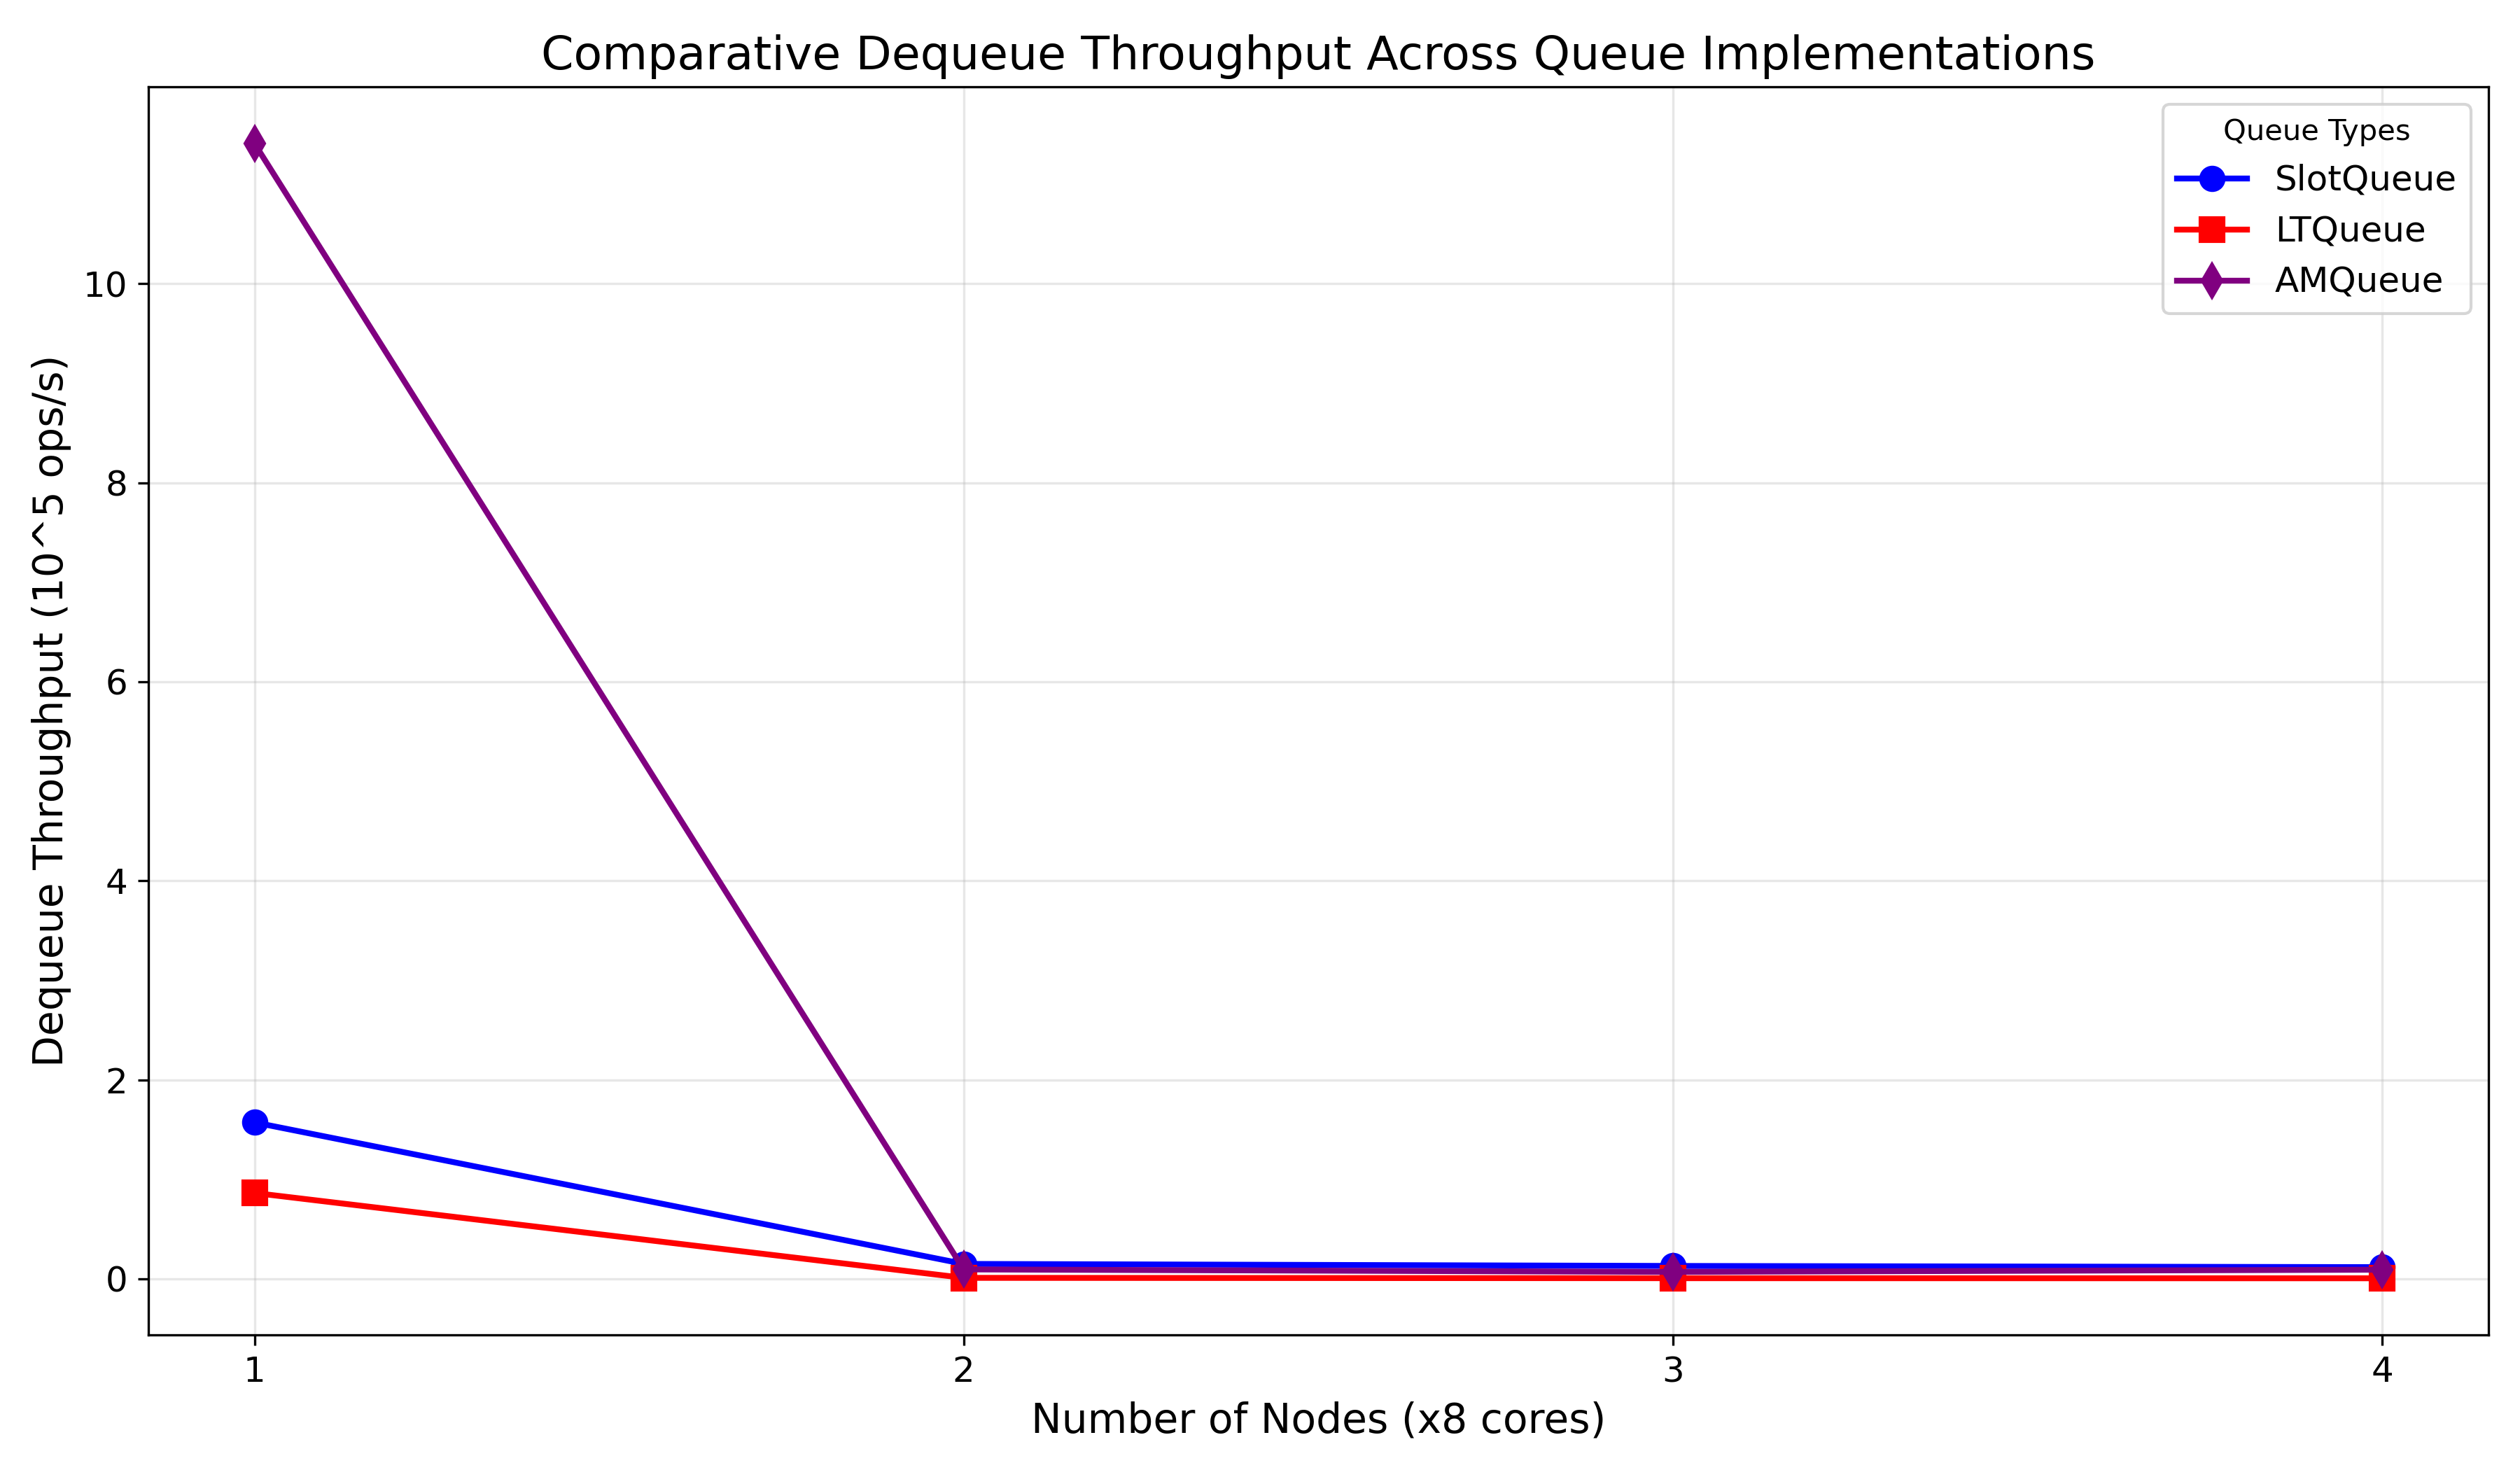 Comparative Dequeue Throughput Across Queue Implementations
Queue Types
SlotQueue
LTQueue
AMQueue
Dequeue Throughput (10^5 ops/s)
10
8
6
4
2
0
1 2 3 4
Number of Nodes (x8 cores)